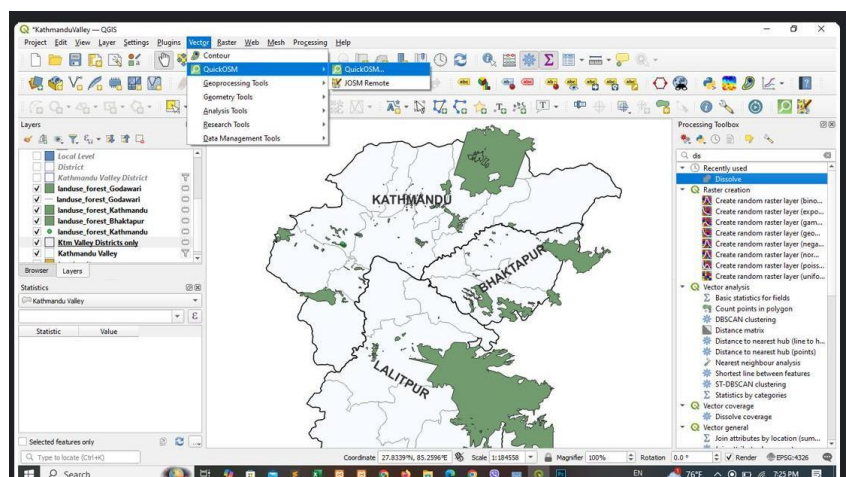 *KathmanduValley — QGIS
Project Edit View Layer Settings Plugins Vector Raster Web Mesh Processing Help
Contour
QuickOSM
QuickOSM...
Geoprocessing Tools
JOSM Remote
Geometry Tools
Analysis Tools
Research Tools
Data Management Tools
Layers
Local Level
District
Kathmandu Valley District
landuse_forest_Godawari
landuse_forest_Godawari
landuse_forest_Kathmandu
landuse_forest_Bhaktapur
landuse_forest_Kathmandu
Ktm Valley Districts only
Kathmandu Valley
Browser Layers
Statistics
Kathmandu Valley
Statistic Value
Selected features only
KATHMANDU
BHAKTAPUR
LALITPUR
Processing Toolbox
dis
Recently used
Dissolve
Raster creation
Create random raster layer (bino...
Create random raster layer (expo...
Create random raster layer (gam...
Create random raster layer (geo...
Create random raster layer (nega...
Create random raster layer (nor...
Create random raster layer (poiss...
Create random raster layer (unifo...
Vector analysis
Basic statistics for fields
Count points in polygon
DBSCAN clustering
Distance matrix
Distance to nearest hub (line to h...
Distance to nearest hub (points)
Nearest neighbour analysis
Shortest line between features
ST-DBSCAN clustering
Statistics by categories
Vector coverage
Dissolve coverage
Vector general
Join attributes by location (sum...
Type to locate (Ctrl+K)
Coordinate 27.8339°N, 85.2596°E Scale 1:184558 Magnifier 100% Rotation 0.0 ° Render EPSG:4326
Search
EN 76°F 7:25 PM